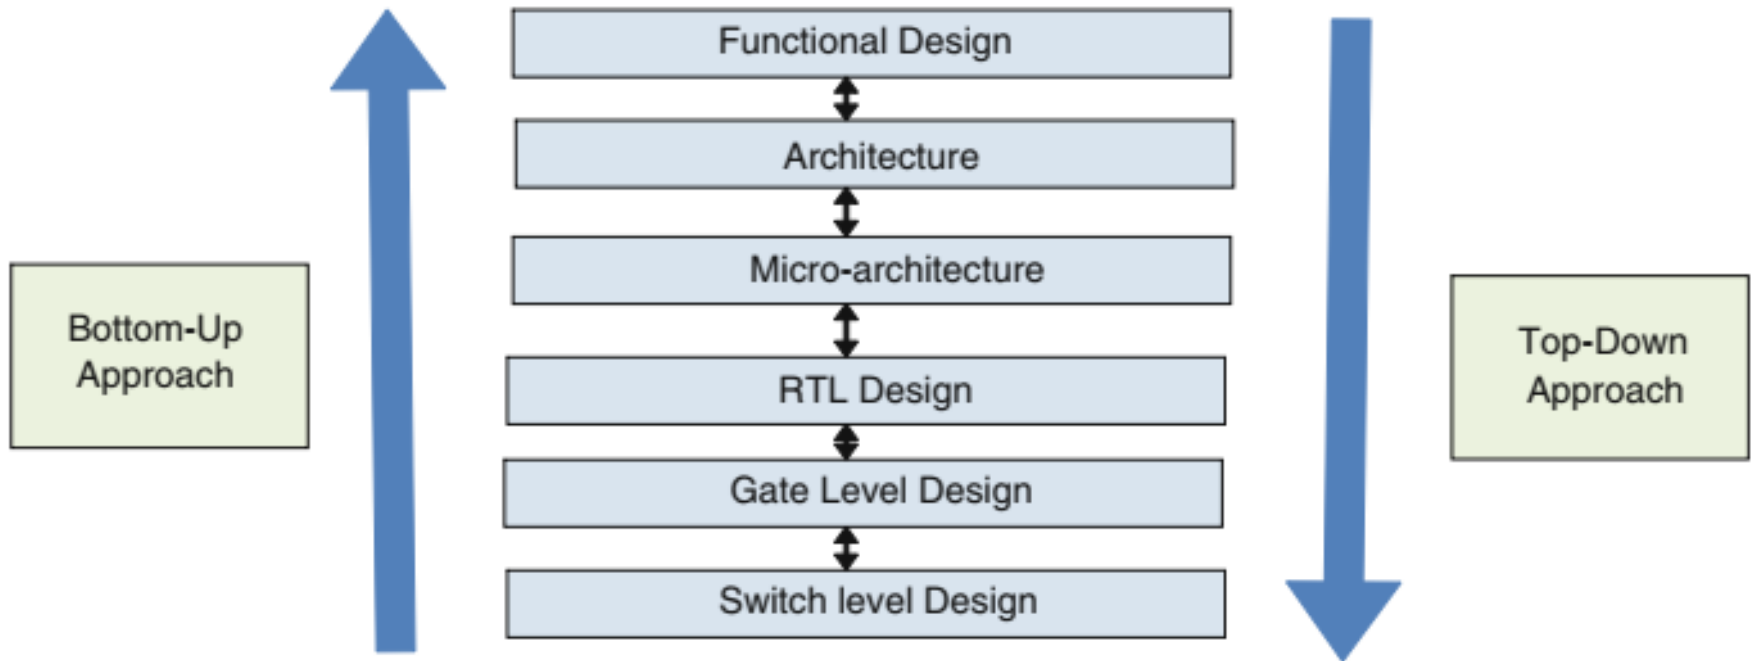 Functional Design
Architecture
Micro-architecture
Bottom-Up
Approach
RTL Design
Top-Down
Approach
Gate Level Design
Switch level Design